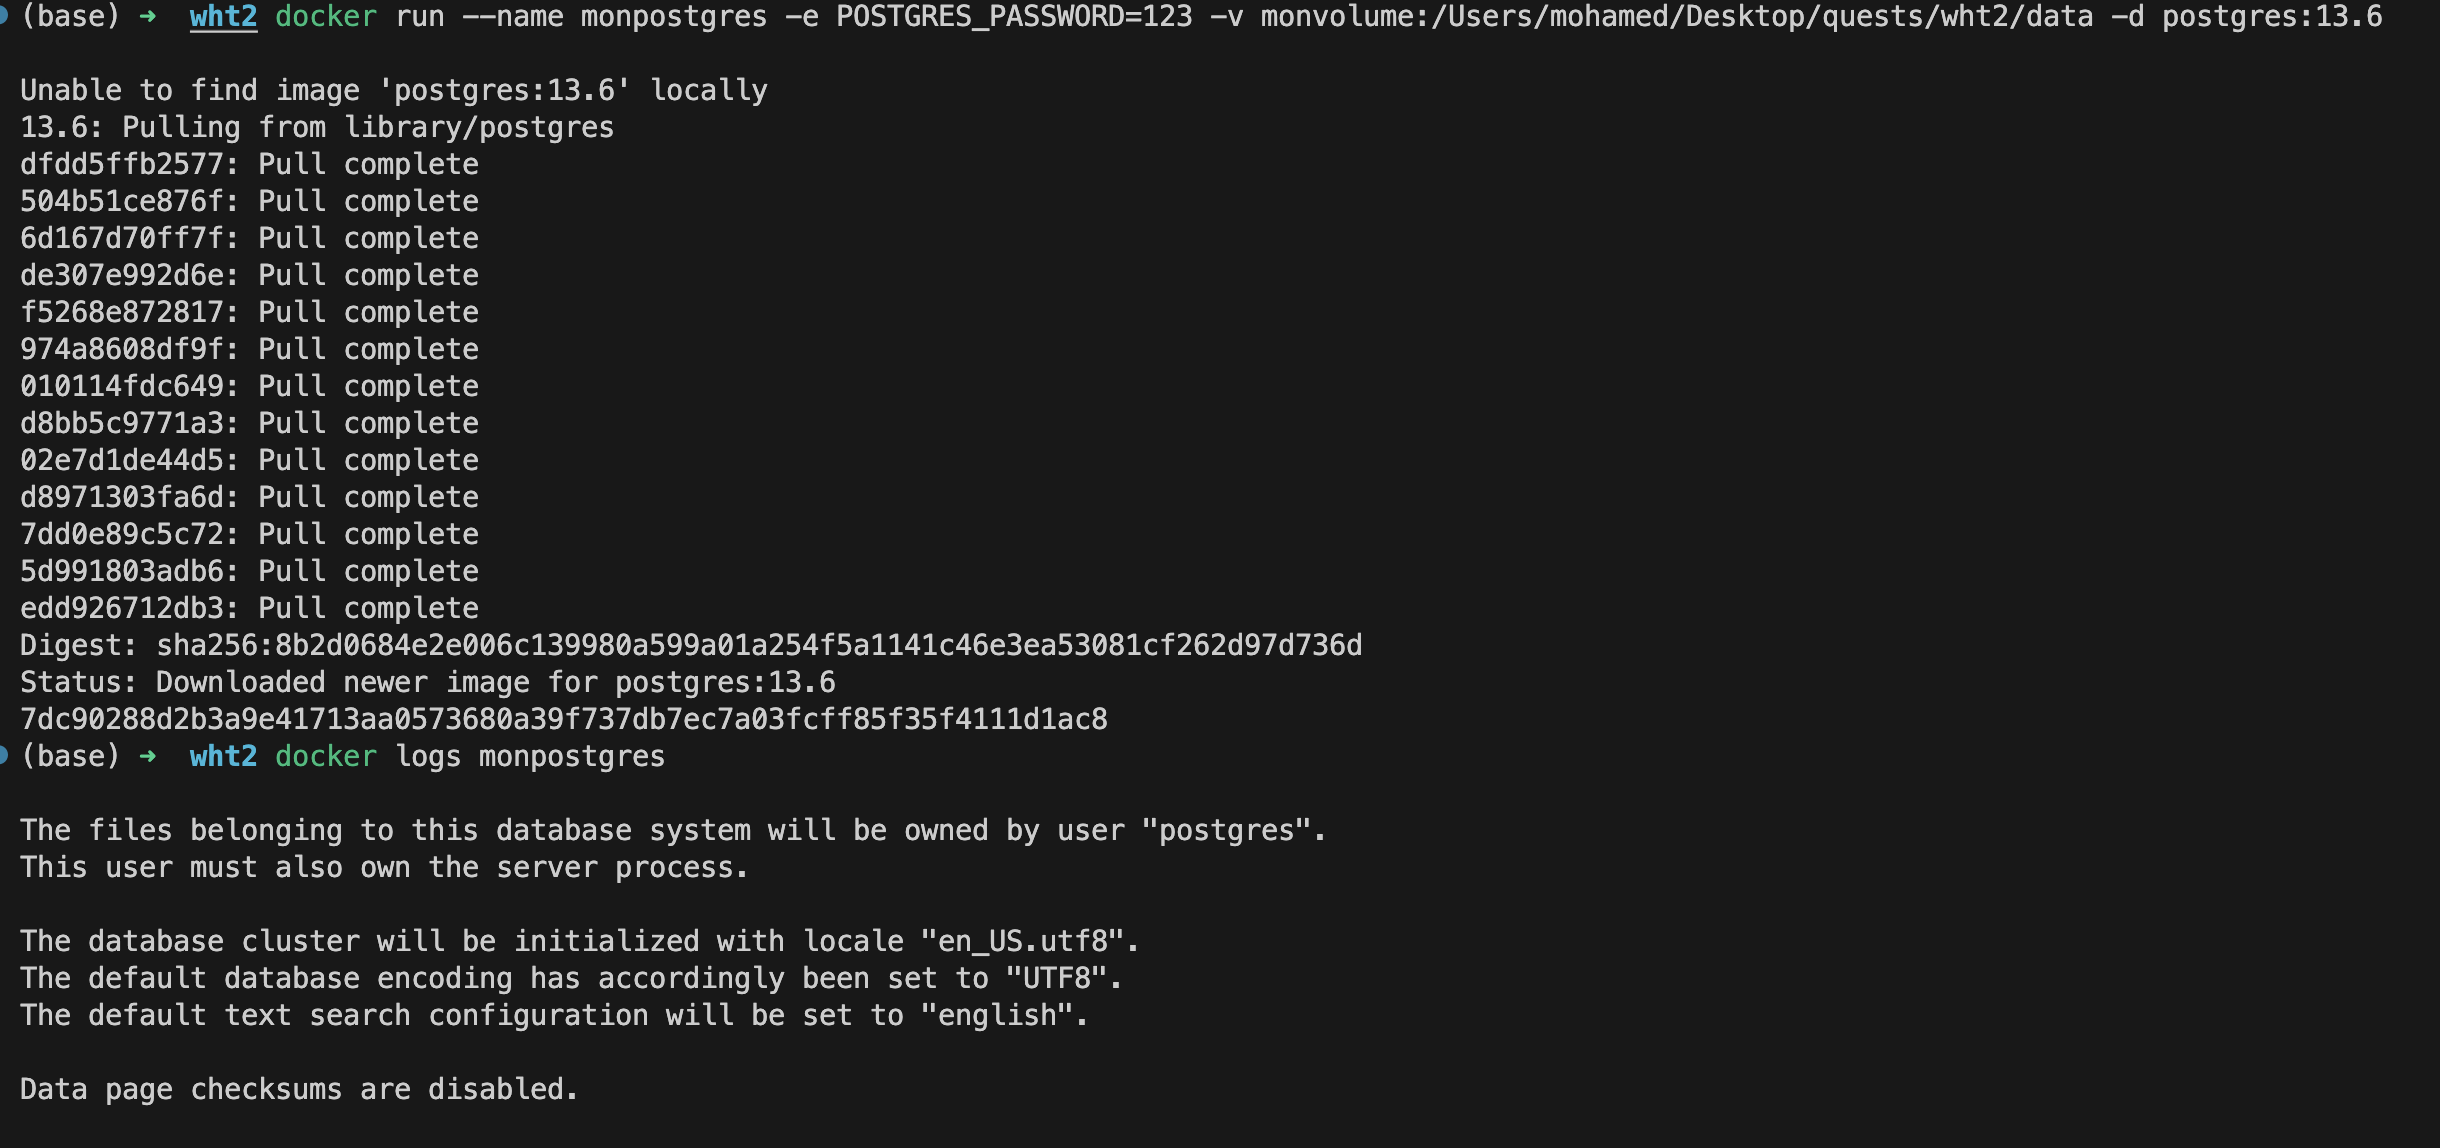 (base) ➜ wht2 docker run --name monpostgres -e POSTGRES_PASSWORD=123 -v monvolume:/Users/mohamed/Desktop/quests/wht2/data -d postgres:13.6
Unable to find image 'postgres:13.6' locally
13.6: Pulling from library/postgres
dfdd5ffb2577: Pull complete
504b51ce876f: Pull complete
6d167d70ff7f: Pull complete
de307e992d6e: Pull complete
f5268e872817: Pull complete
974a8608df9f: Pull complete
010114fdc649: Pull complete
d8bb5c9771a3: Pull complete
02e7d1de44d5: Pull complete
d8971303fa6d: Pull complete
7dd0e89c5c72: Pull complete
5d991803adb6: Pull complete
edd926712db3: Pull complete
Digest: sha256:8b2d0684e2e006c139980a599a01a254f5a1141c46e3ea53081cf262d97d736d
Status: Downloaded newer image for postgres:13.6
7dc90288d2b3a9e41713aa0573680a39f737db7ec7a03fcff85f35f4111d1ac8
(base) ➜ wht2 docker logs monpostgres
The files belonging to this database system will be owned by user "postgres".
This user must also own the server process.
The database cluster will be initialized with locale "en_US.utf8".
The default database encoding has accordingly been set to "UTF8".
The default text search configuration will be set to "english".
Data page checksums are disabled.